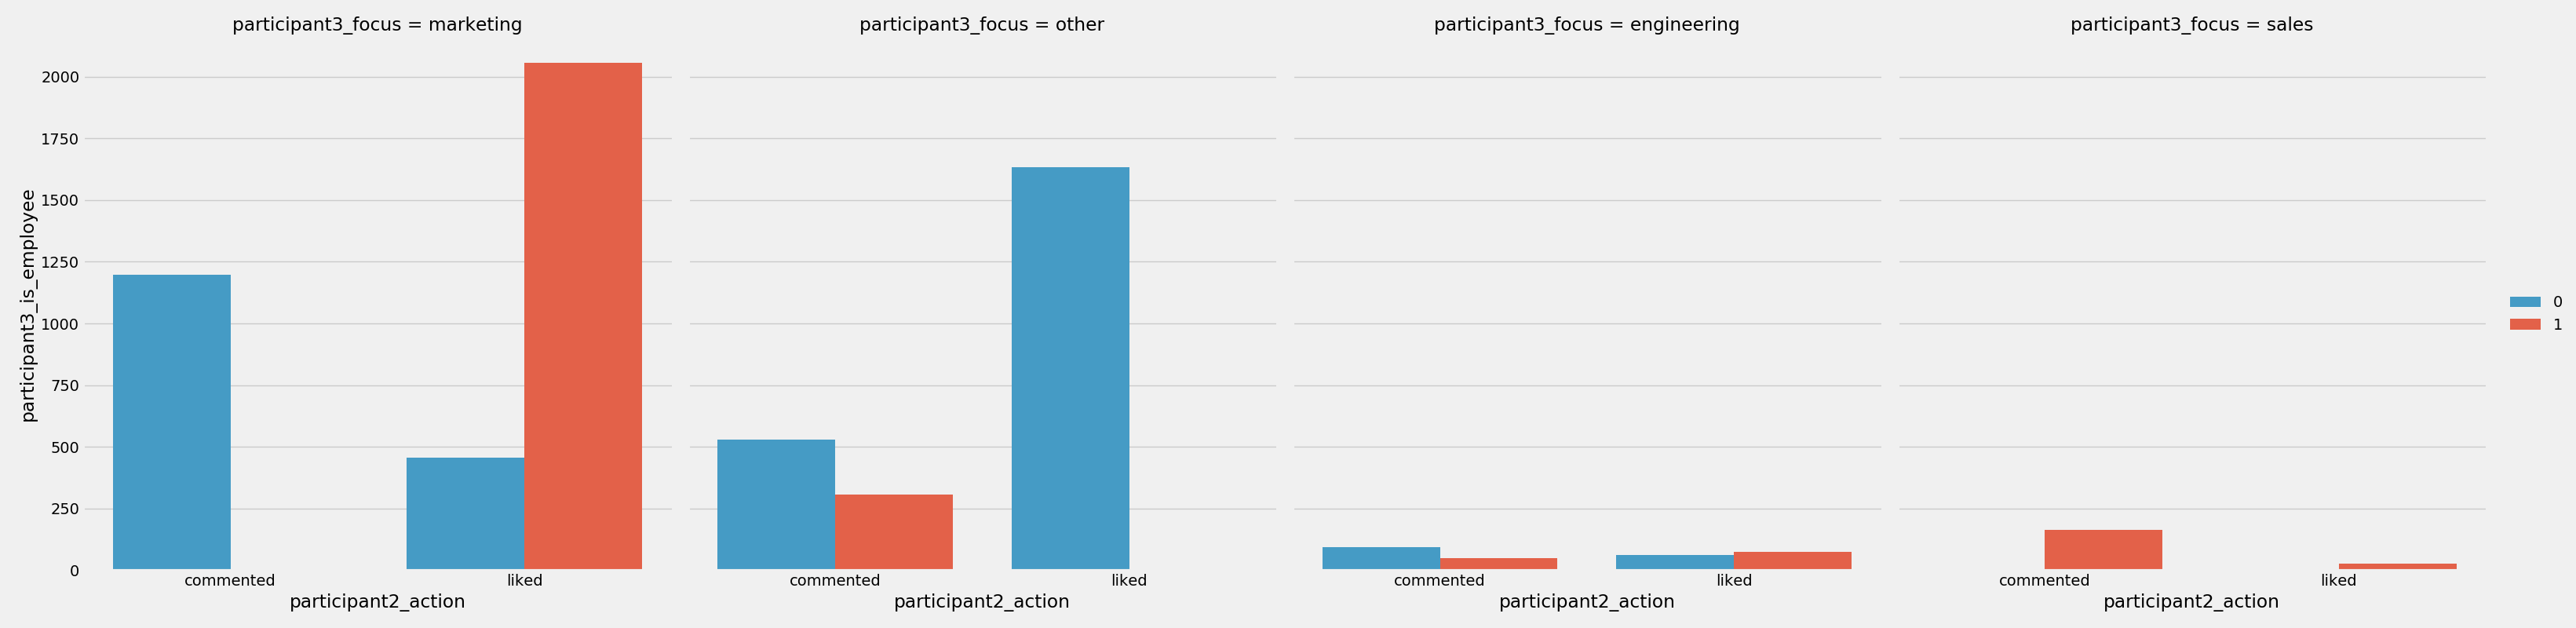 participant3_focus = marketing
participant3_focus = other
participant3_focus = engineering
participant3_focus = sales
participant3_is_employee
2000
1750
1500
1250
1000
750
500
250
0
commented
liked
commented
liked
commented
liked
commented
liked
participant2_action
participant2_action
participant2_action
participant2_action
0
1